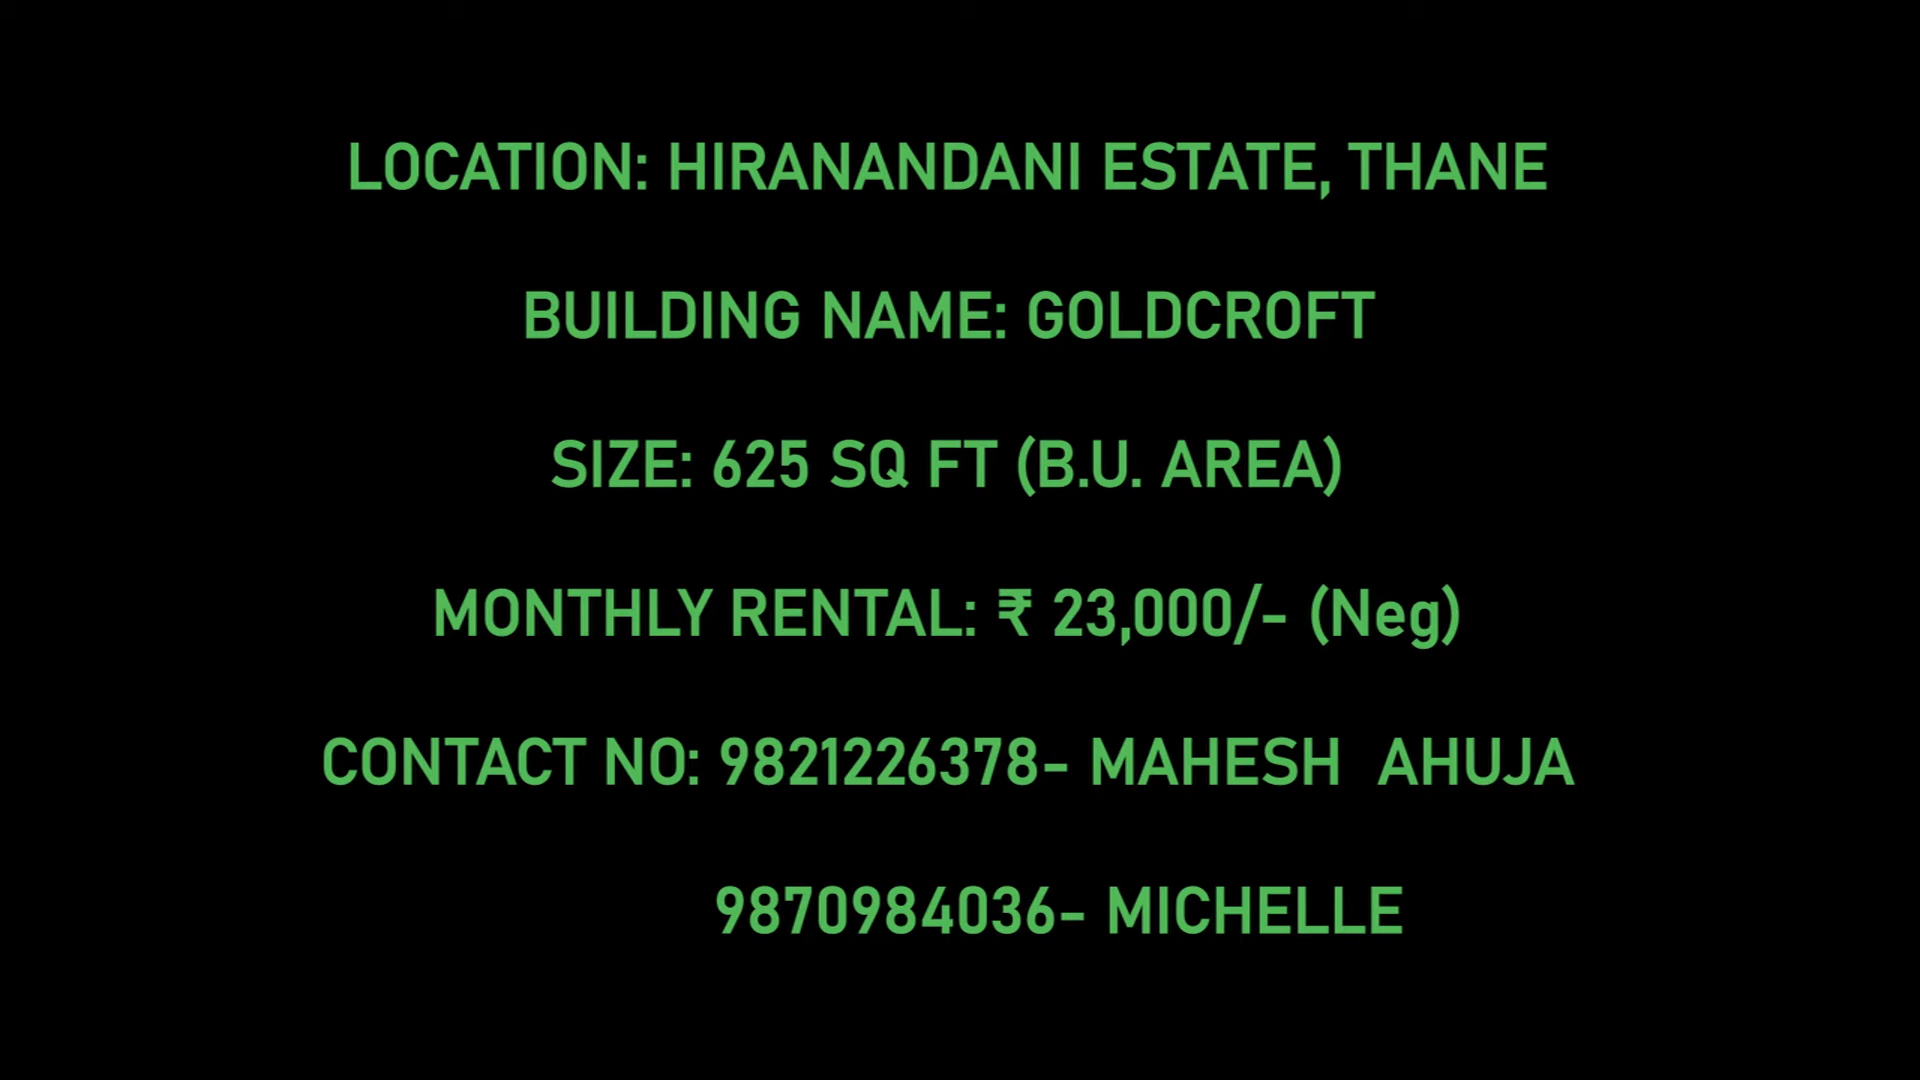 LOCATION: HIRANANDANI ESTATE, THANE
BUILDING NAME: GOLDCROFT
SIZE: 625 SQ FT (B.U. AREA)
MONTHLY RENTAL: ₹ 23,000/- (Neg)
CONTACT NO: 9821226378- MAHESH  AHUJA
9870984036- MICHELLE